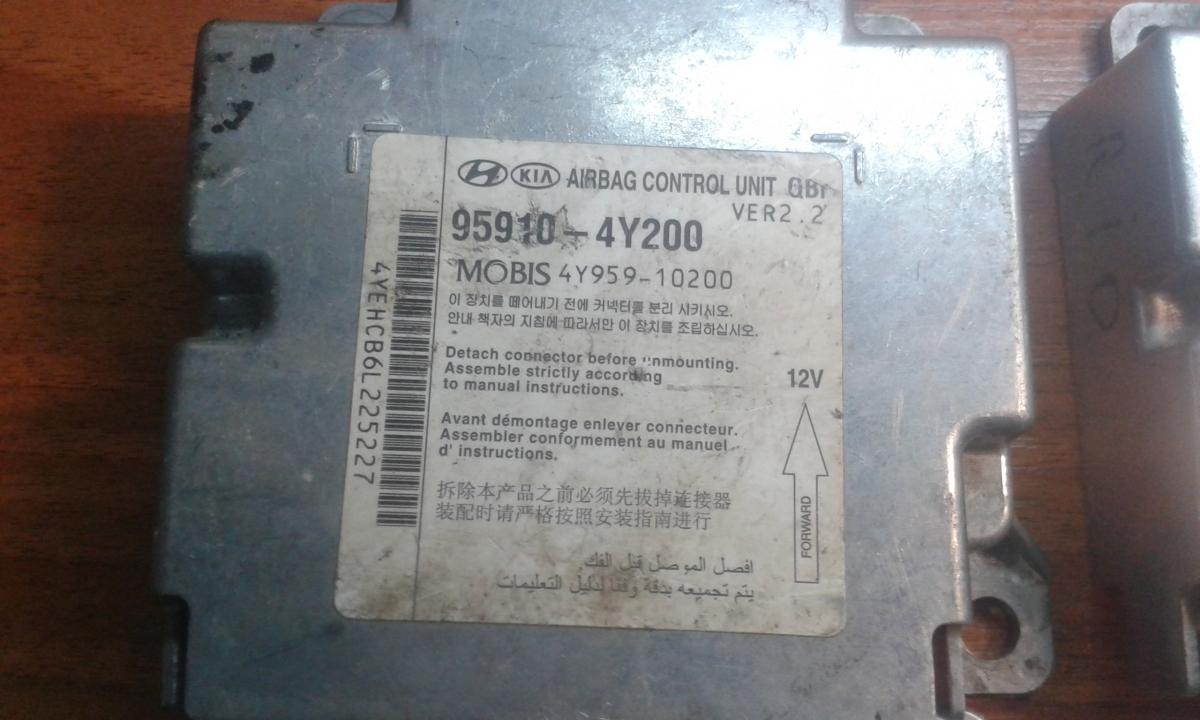 KIA AIRBAG CONTROL UNIT QBr
VER2.2
95910-4Y200
MOBIS 4Y959-10200
이 장치를 떼어내기 전에 커넥터를 분리 시키시오.
안내 책자의 지침에 따라서만 이 장치를 조립하십시오.
Detach connector before unmounting.
Assemble strictly according
to manual instructions.
12V
Avant démontage enlever connecteur.
Assembler conformement au manuel
d' instructions.
FORWARD
拆除本产品之前必须先拔掉连接器
装配时请严格按照安装指南进行
افصل الموصل قبل الفك
يتم تجميعه بدقة وفقا لدليل التعليمات
4YEHCB6L225227
RIO